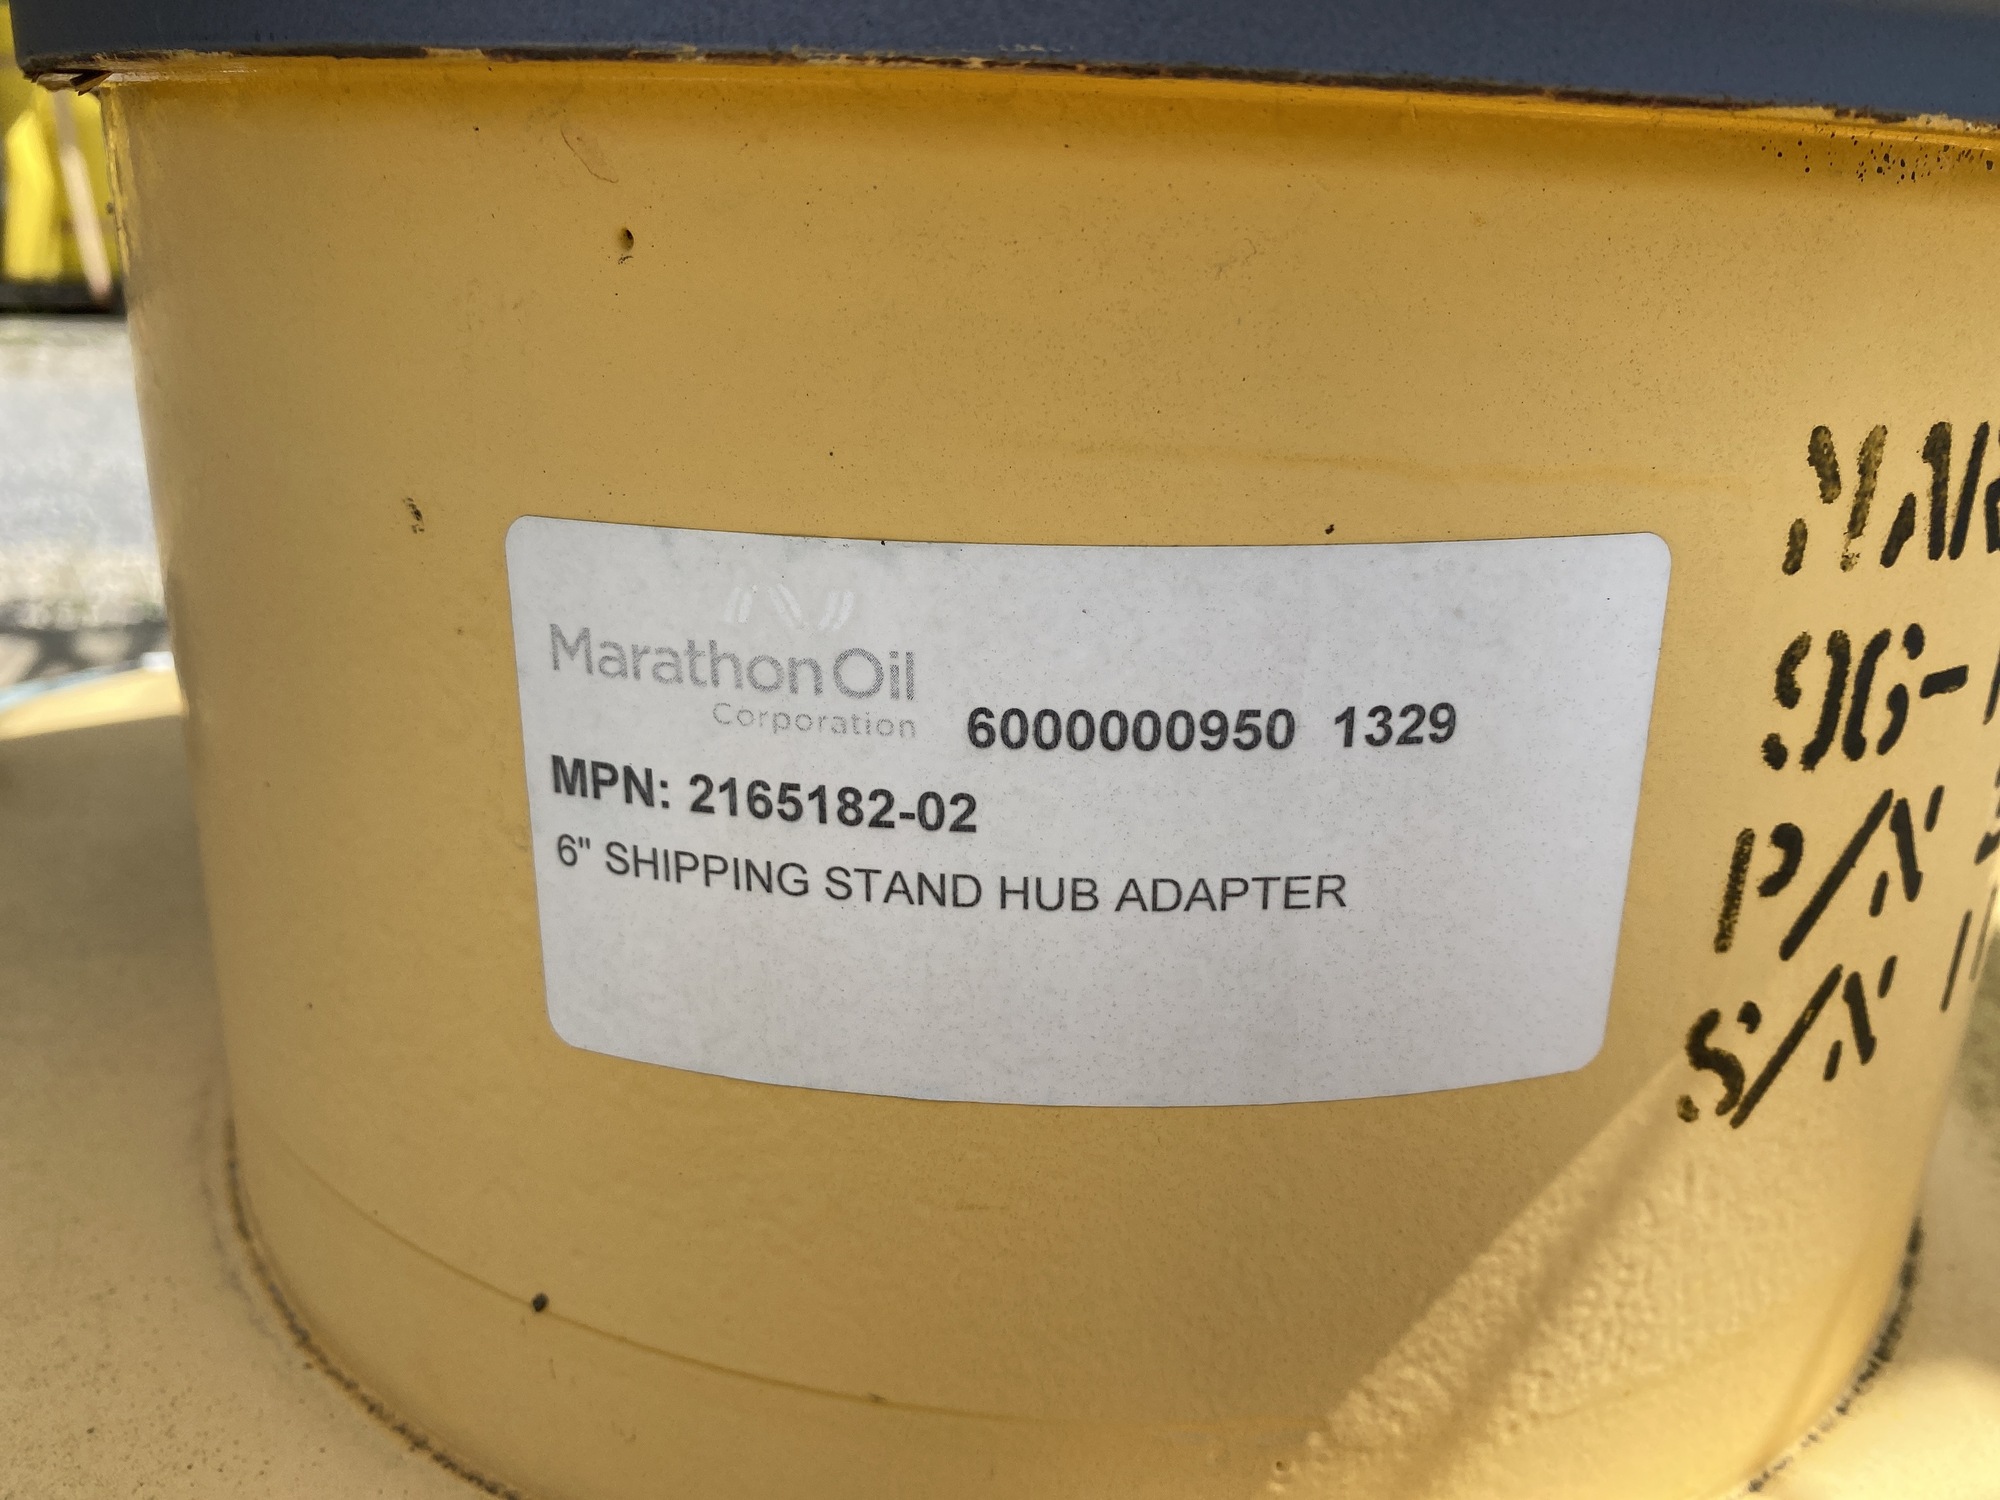 Marathon Oil
Corporation
6000000950 1329
MPN: 2165182-02
6" SHIPPING STAND HUB ADAPTER
P/N
S/N